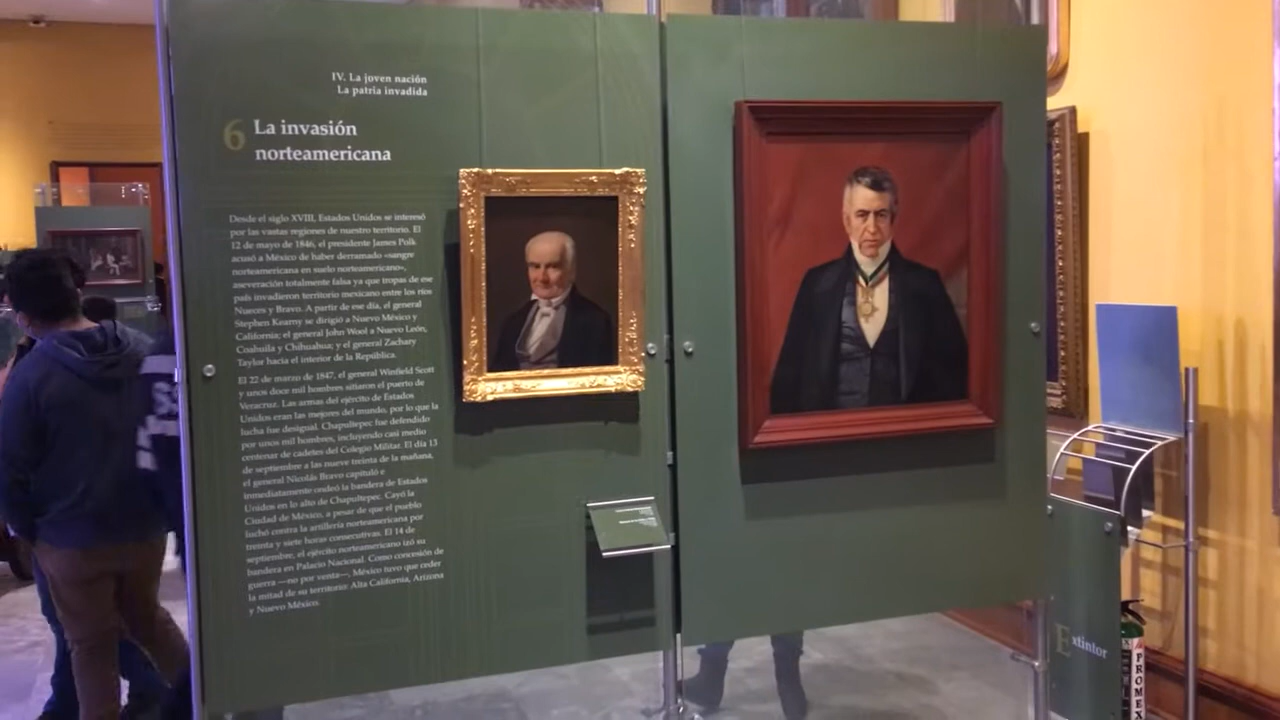 IV. La joven nación
La patria invadida
6 La invasión
norteamericana
Desde el siglo XVIII, Estados Unidos se interesó
por las vastas regiones de nuestro territorio. El
12 de mayo de 1846, el presidente James Polk
acusó a México de haber derramado «sangre
norteamericana en suelo norteamericano»,
aseveración totalmente falsa ya que tropas de ese
país invadieron territorio mexicano entre los ríos
Nueces y Bravo. A partir de ese día, el general
Stephen Kearny se dirigió a Nuevo México y
California; el general John Wool a Nuevo León,
Coahuila y Chihuahua; y el general Zachary
Taylor hacia el interior de la República.
El 22 de marzo de 1847, el general Winfield Scott
y unos doce mil hombres sitiaron el puerto de
Veracruz. Las armas del ejército de Estados
Unidos eran las mejores del mundo, por lo que la
lucha fue desigual. Chapultepec fue defendido
por unos mil hombres, incluyendo casi medio
centenar de cadetes del Colegio Militar. El día 13
de septiembre a las nueve treinta de la mañana,
el general Nicolás Bravo capituló e
inmediatamente ondeó la bandera de Estados
Unidos en lo alto de Chapultepec. Cayó la
Ciudad de México, a pesar de que el pueblo
luchó contra la artillería norteamericana por
treinta y siete horas consecutivas. El 14 de
septiembre, el ejército norteamericano izó su
bandera en Palacio Nacional. Como concesión de
guerra —no por venta—, México tuvo que ceder
la mitad de su territorio: Alta California, Arizona
y Nuevo México.
Extintor
PROMEX